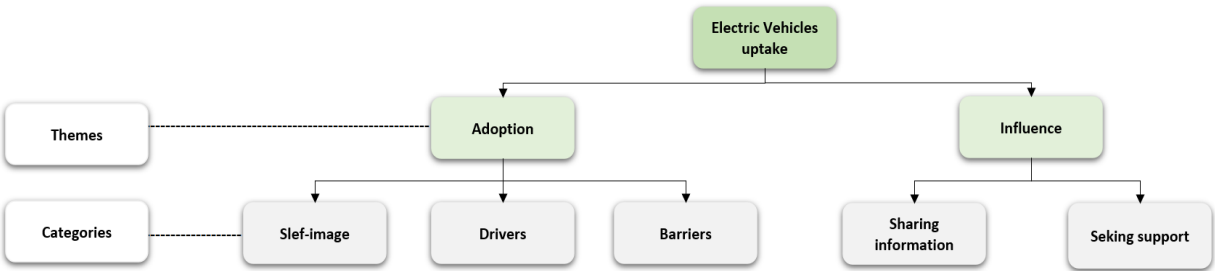 Electric Vehicles
uptake
Themes
Adoption
Influence
Categories
Slef-image
Drivers
Barriers
Sharing
information
Seking support